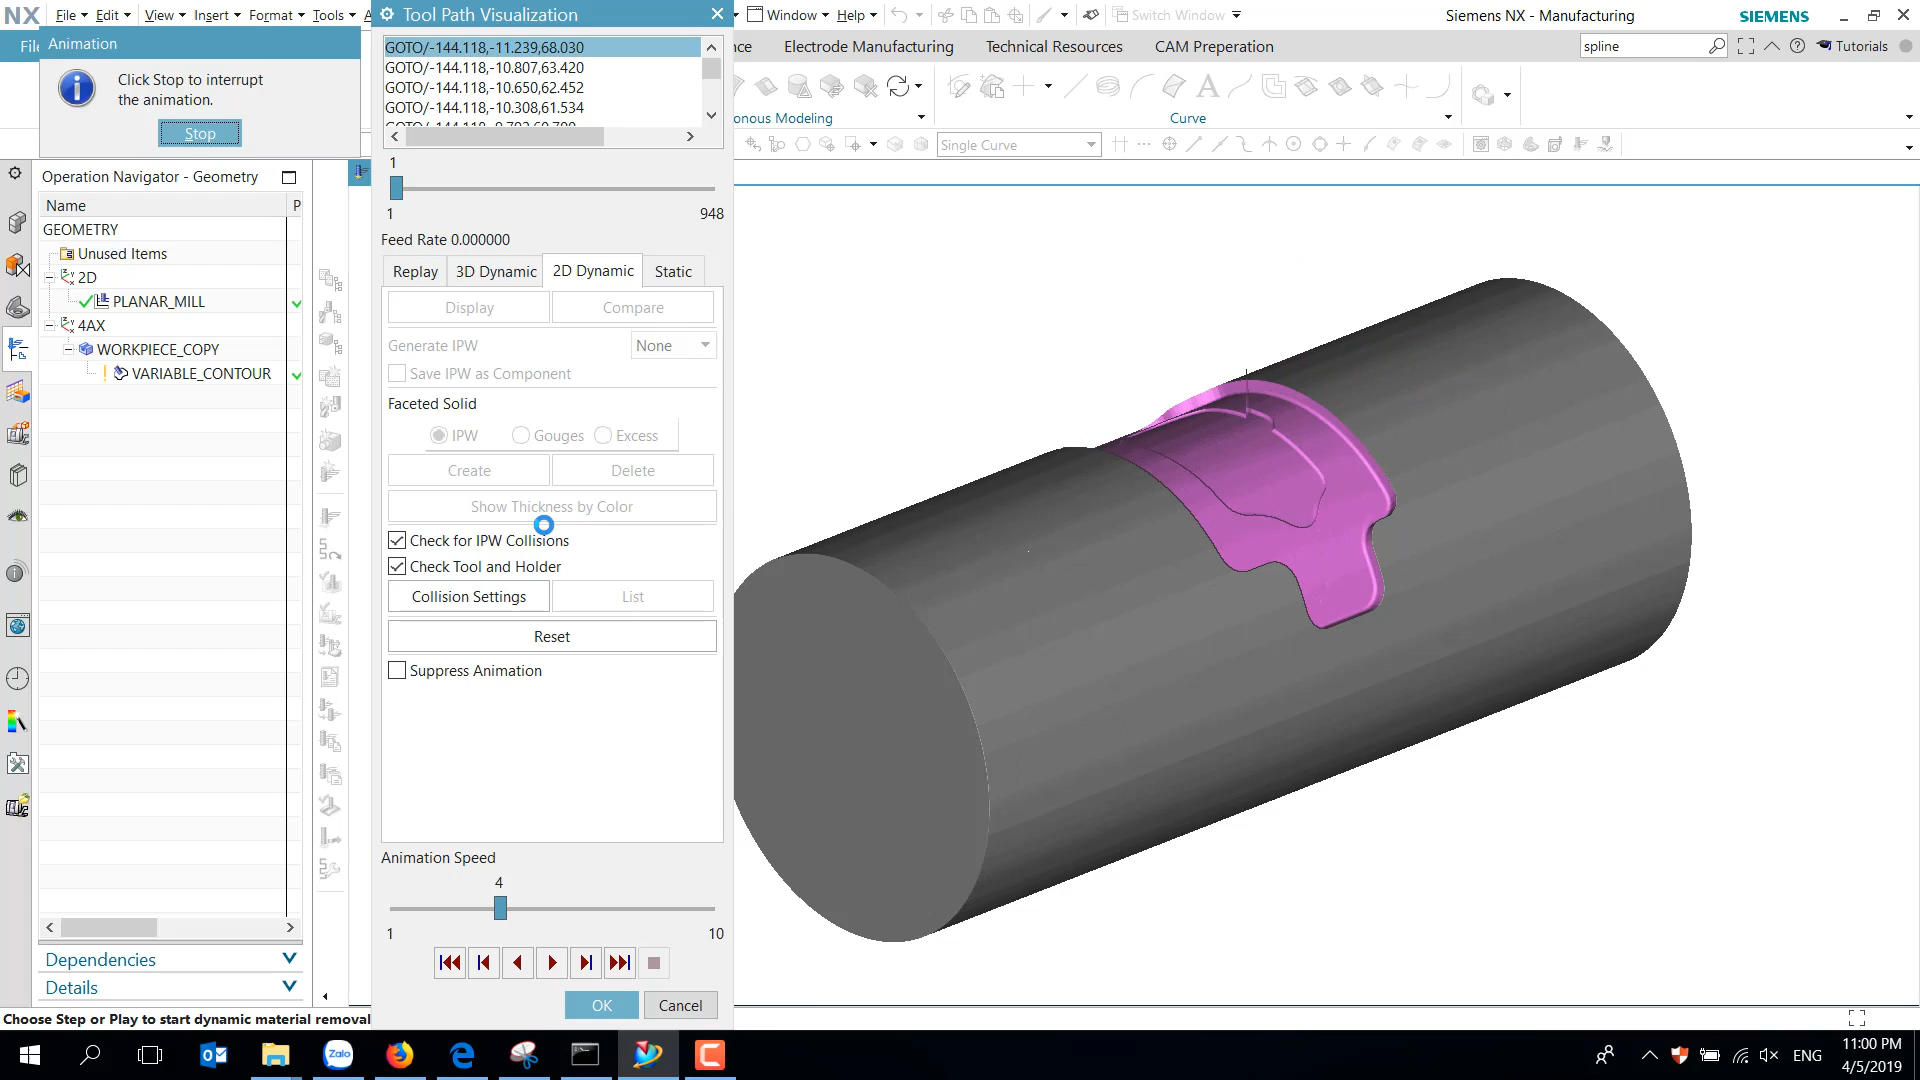 NX File Edit View Insert Format Tools Window Help Switch Window Siemens NX - Manufacturing SIEMENS
Tool Path Visualization
Animation
Click Stop to interrupt
the animation.
Stop
Electrode Manufacturing Technical Resources CAM Preparation spline Tutorials
Curve
Single Curve
GOTO/-144.118,-11.239,68.030
GOTO/-144.118,-10.807,63.420
GOTO/-144.118,-10.650,62.452
GOTO/-144.118,-10.308,61.534
1
1 948
Feed Rate 0.000000
Replay 3D Dynamic 2D Dynamic Static
Display Compare
Generate IPW None
Save IPW as Component
Faceted Solid
IPW Gouges Excess
Create Delete
Show Thickness by Color
Check for IPW Collisions
Check Tool and Holder
Collision Settings List
Reset
Suppress Animation
Animation Speed
4
1 10
OK Cancel
Operation Navigator - Geometry
Name P
GEOMETRY
Unused Items
2D
PLANAR_MILL
4AX
WORKPIECE_COPY
VARIABLE_CONTOUR
Dependencies
Details
Choose Step or Play to start dynamic material removal
Zalo
ENG
11:00 PM
4/5/2019